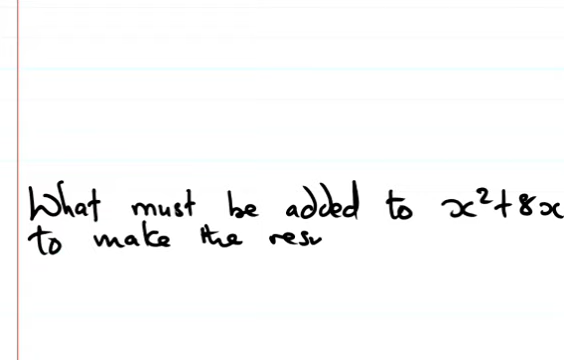 What must be added to x²+8x
to make the resu